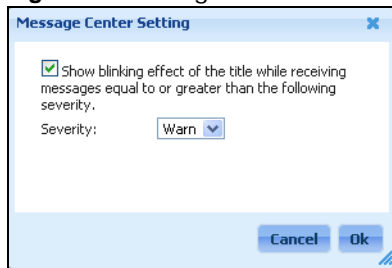 Message Center Setting
Show blinking effect of the title while receiving
messages equal to or greater than the following
severity.
Severity: Warn
Cancel Ok